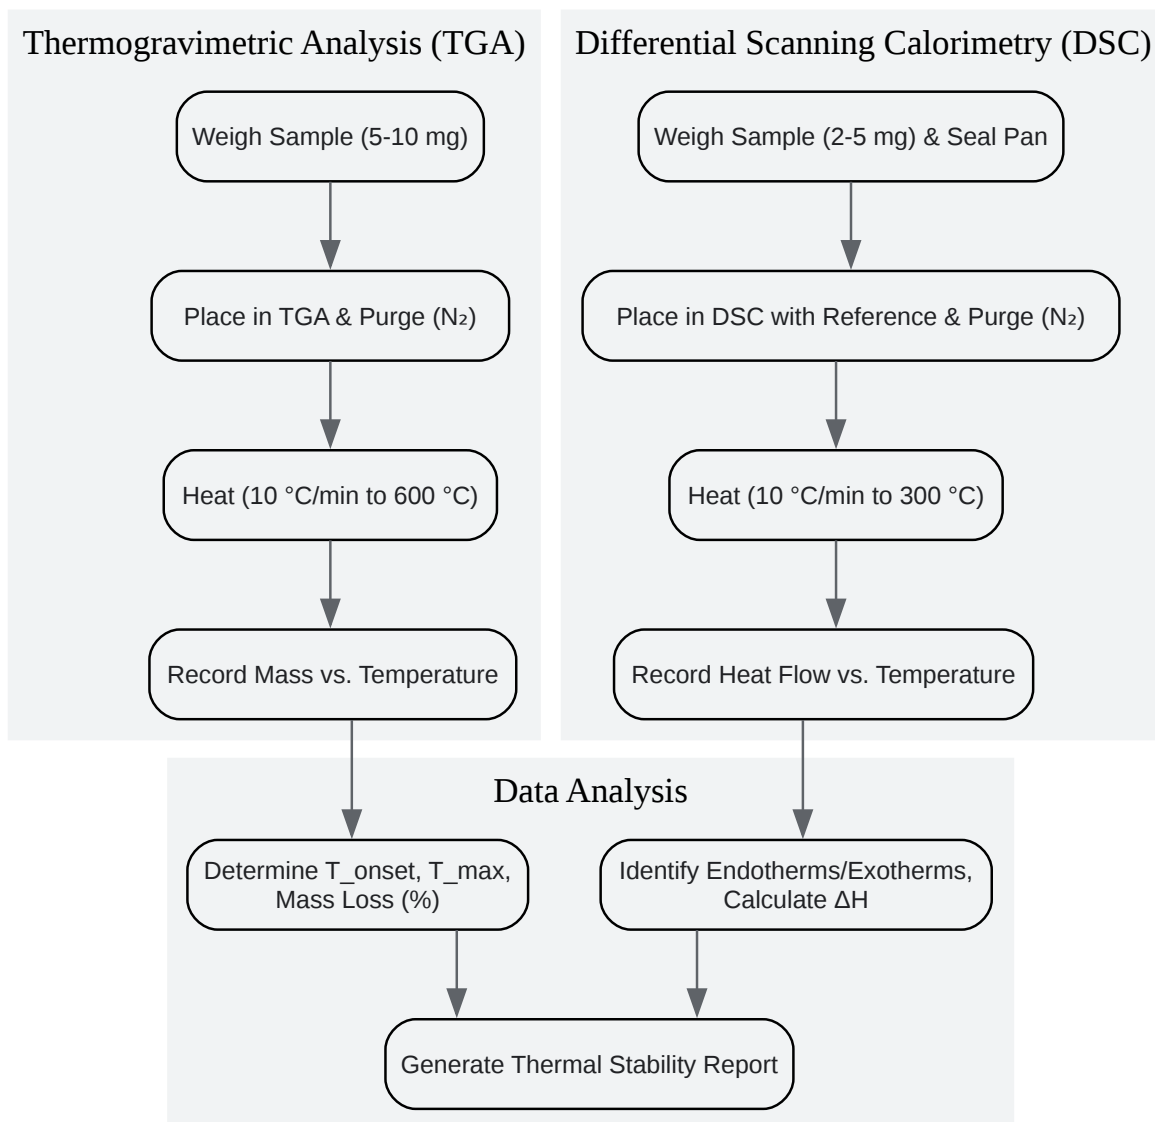 Thermogravimetric Analysis (TGA)
Weigh Sample (5-10 mg)
Place in TGA & Purge (N₂)
Heat (10 °C/min to 600 °C)
Record Mass vs. Temperature
Differential Scanning Calorimetry (DSC)
Weigh Sample (2-5 mg) & Seal Pan
Place in DSC with Reference & Purge (N₂)
Heat (10 °C/min to 300 °C)
Record Heat Flow vs. Temperature
Data Analysis
Determine T_onset, T_max,
Mass Loss (%)
Identify Endotherms/Exotherms,
Calculate ΔH
Generate Thermal Stability Report